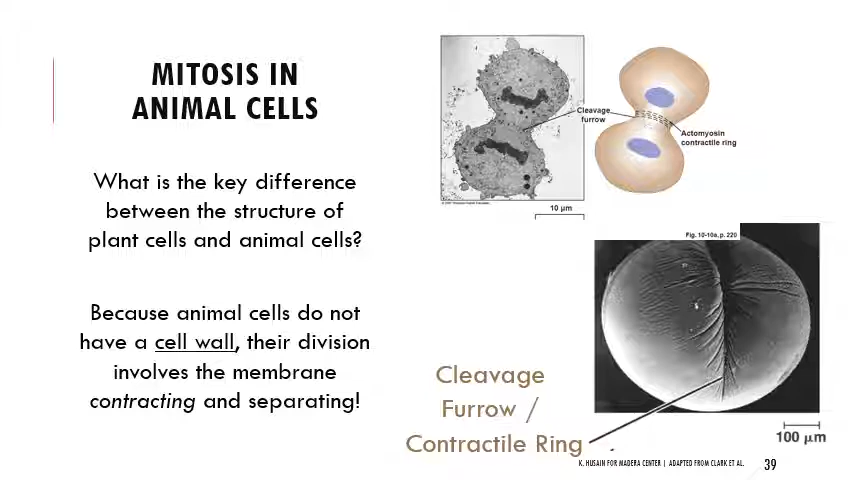 MITOSIS IN
ANIMAL CELLS
What is the key difference
between the structure of
plant cells and animal cells?
Because animal cells do not
have a cell wall, their division
involves the membrane
contracting and separating!
Cleavage
furrow
Actomyosin
contractile ring
10 μm
Fig. 10-10a, p. 220
Cleavage
Furrow /
Contractile Ring
100 μm
K. HUSAIN FOR MADERA CENTER | ADAPTED FROM CLARK ET AL.
39